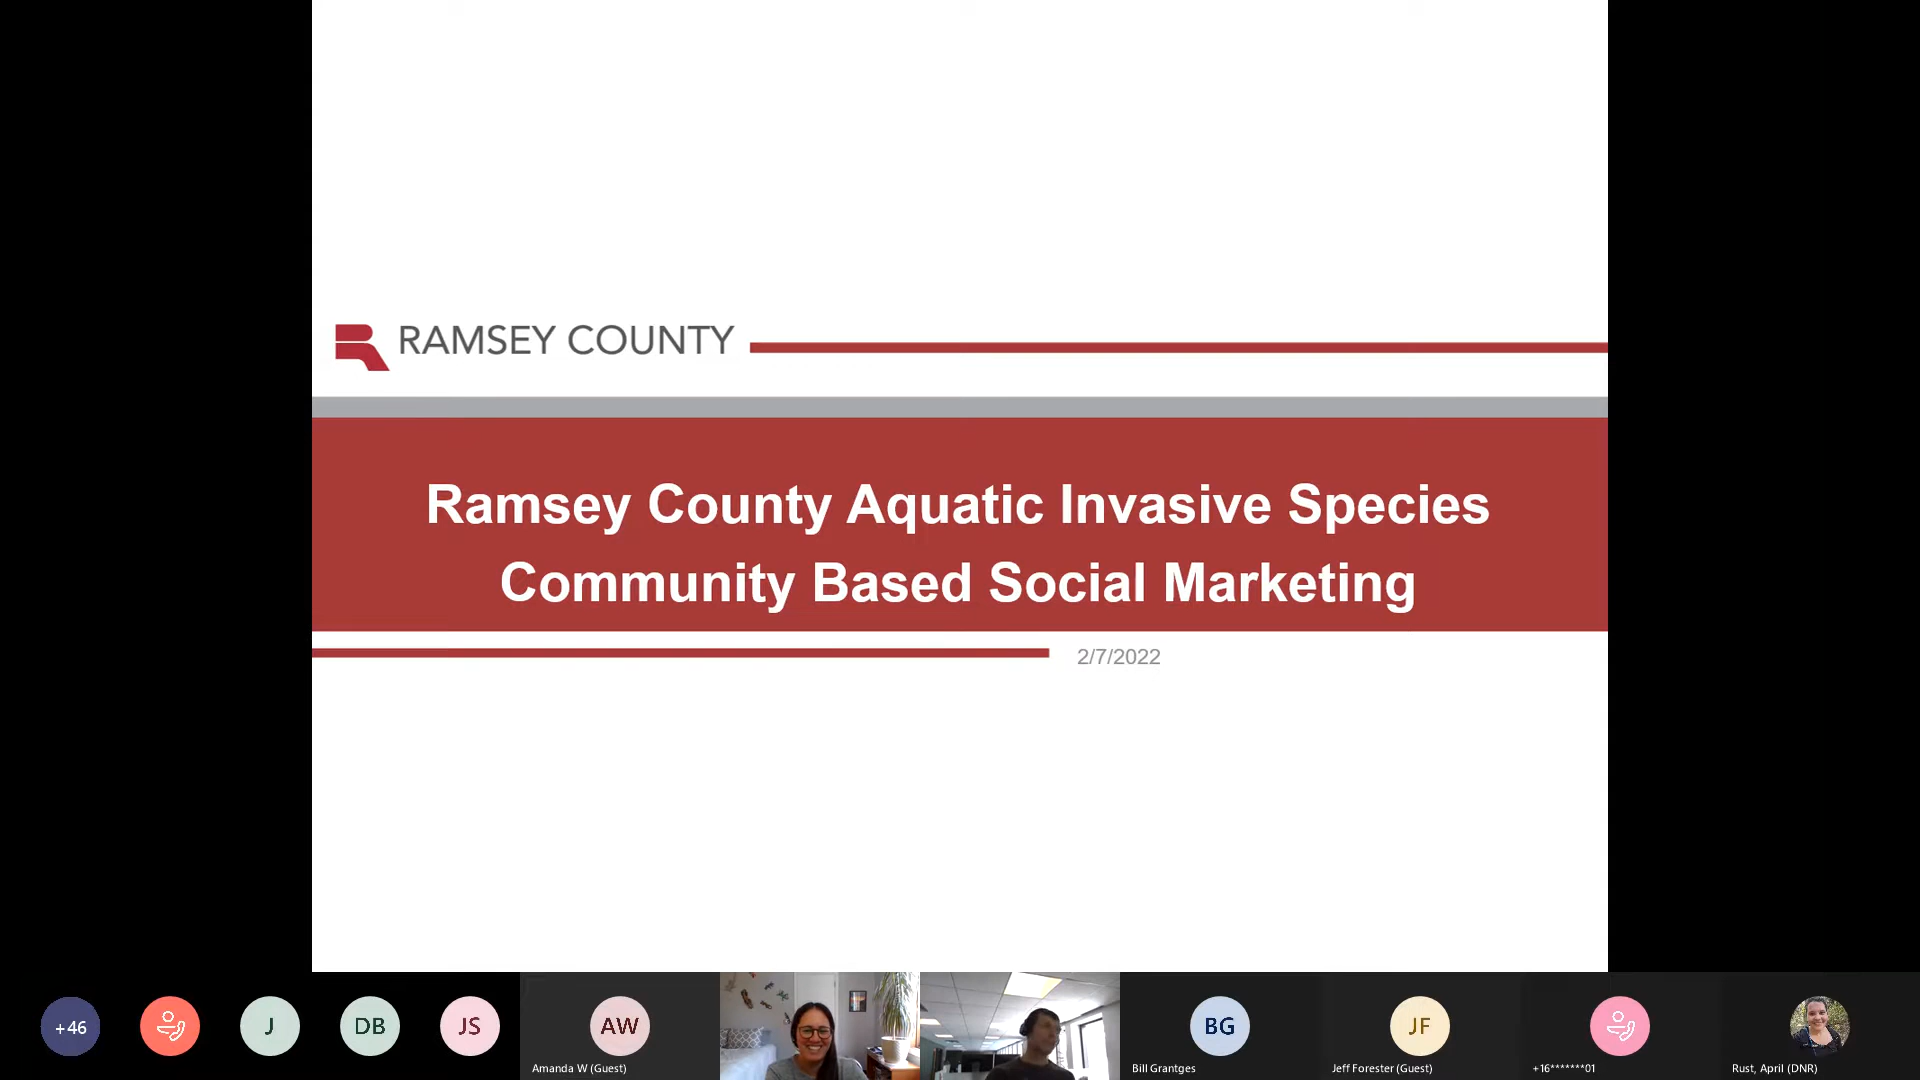 RAMSEY COUNTY
Ramsey County Aquatic Invasive Species
Community Based Social Marketing
2/7/2022
+46
J
DB
JS
AW
BG
JF
Amanda W (Guest)
Bill Grantges
Jeff Forester (Guest)
+16*******01
Rust, April (DNR)